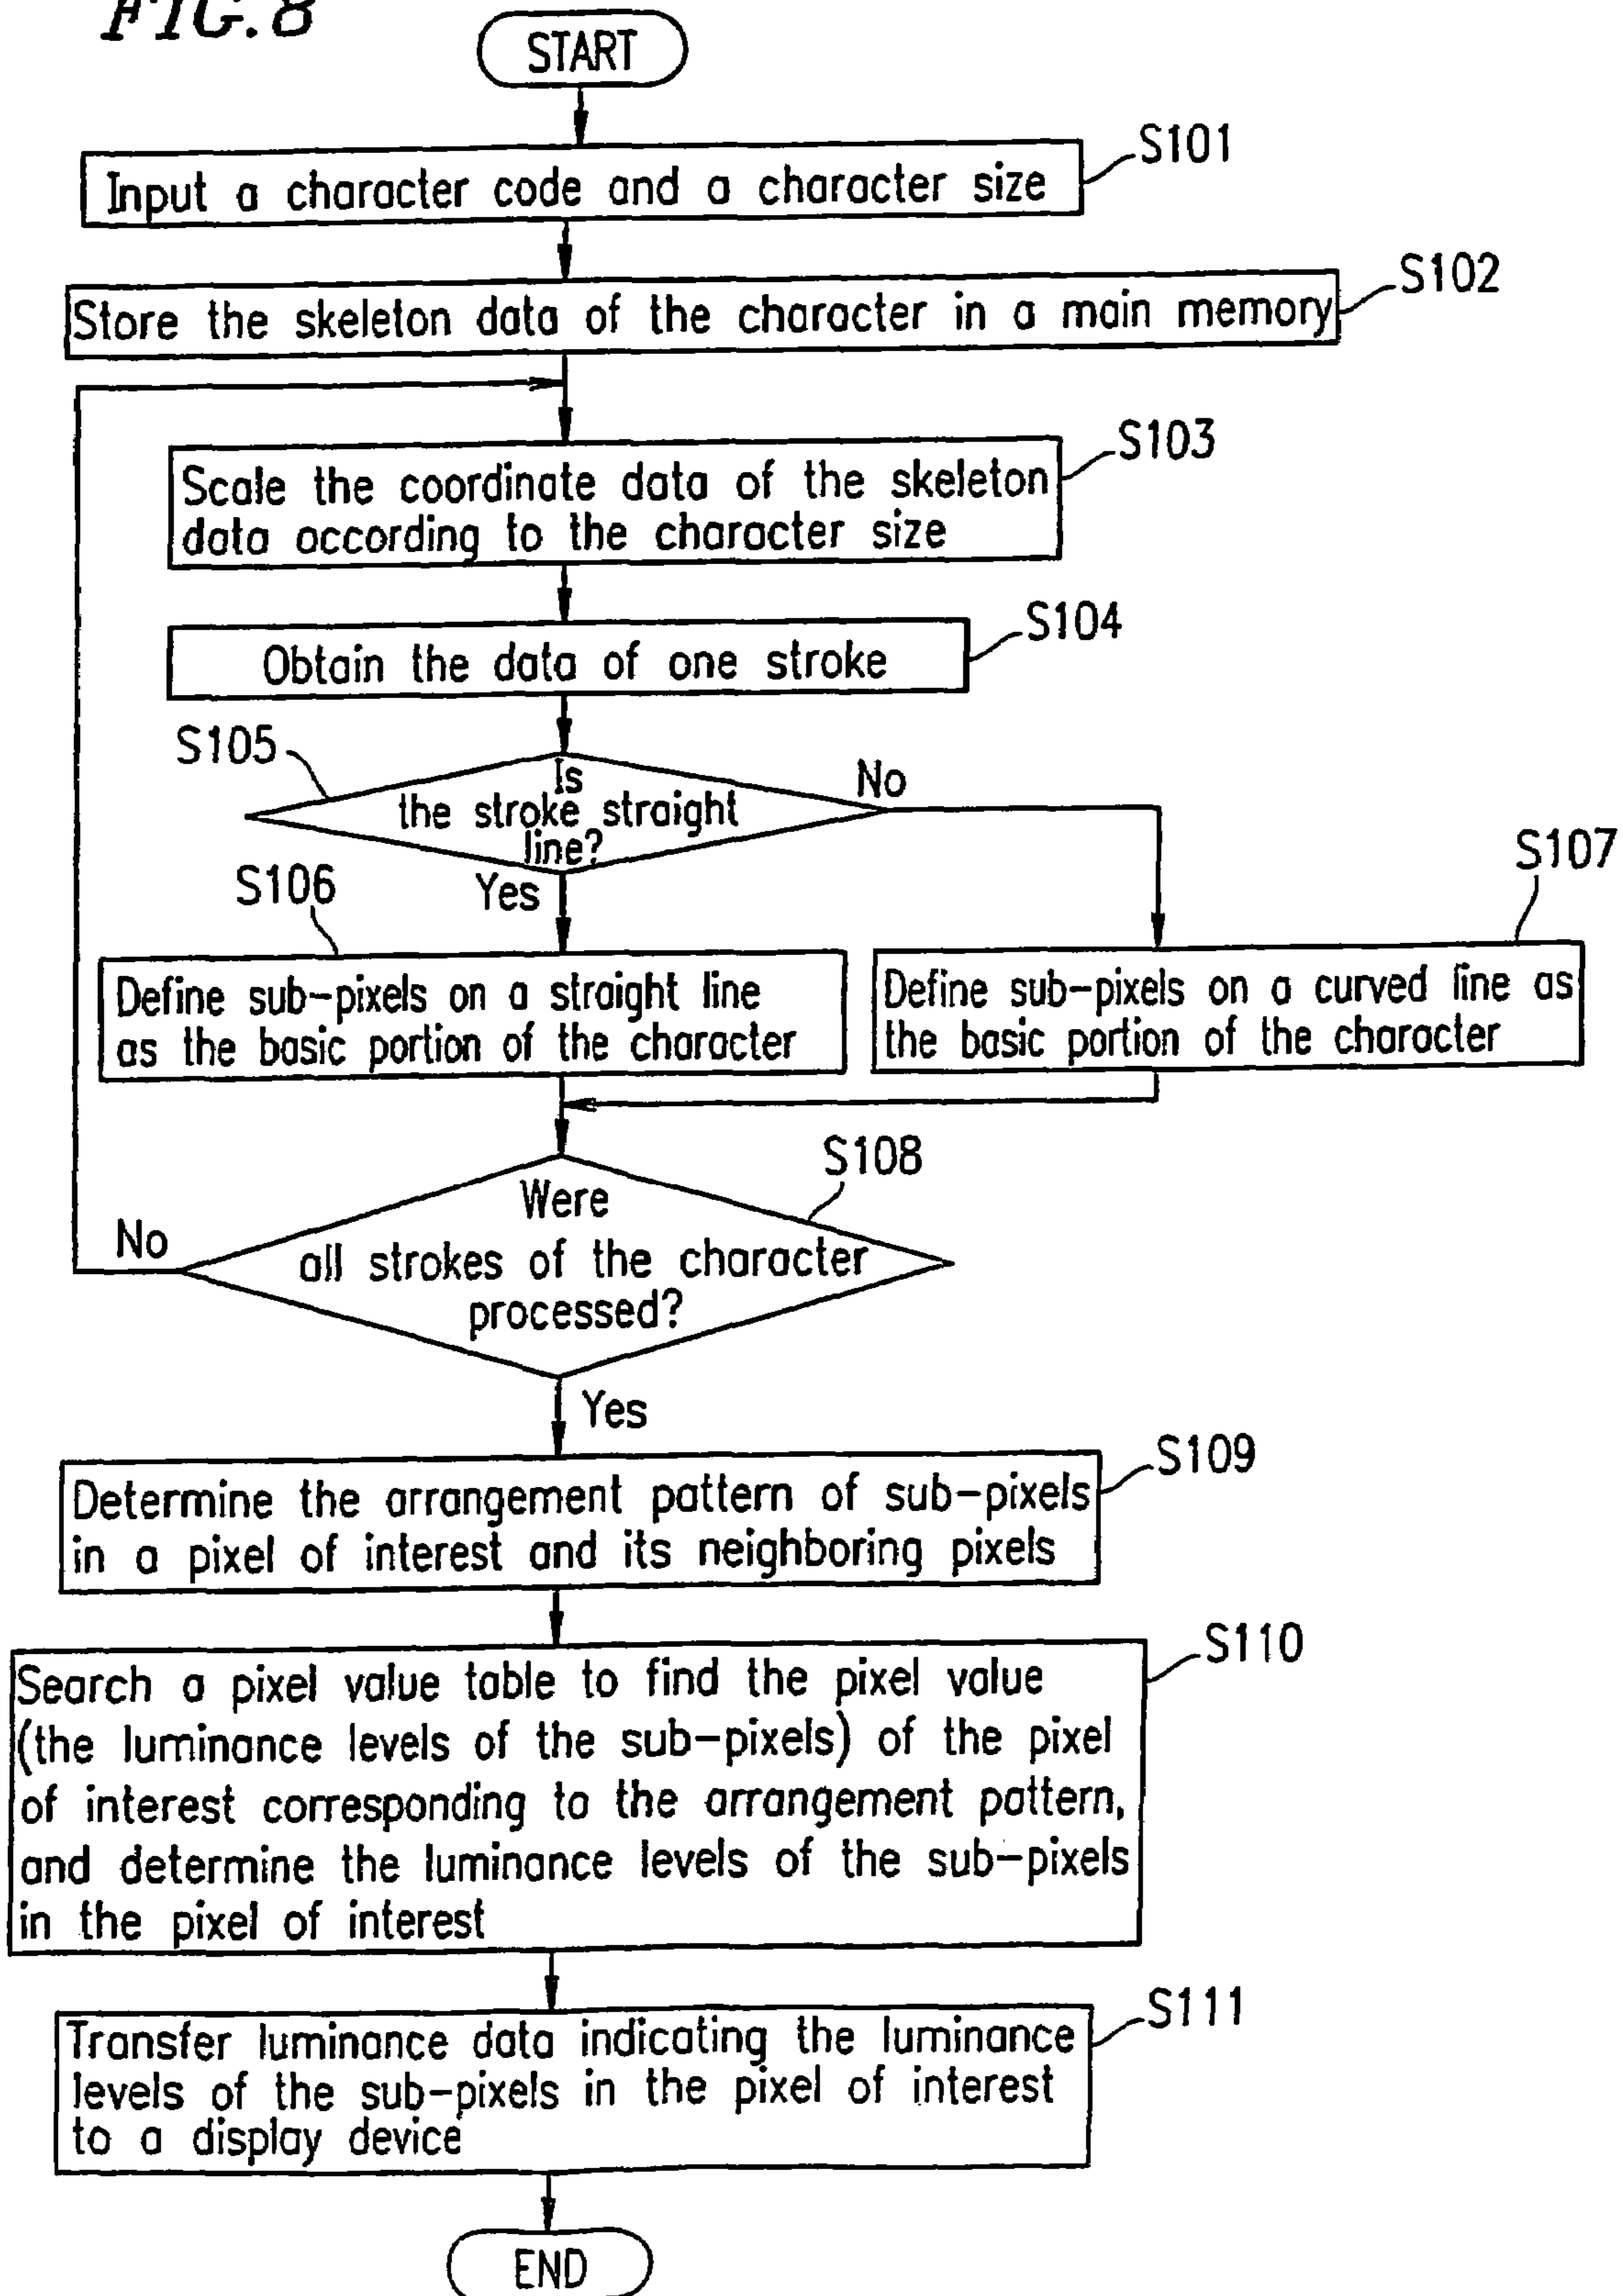 FIG. 8
START
S101
Input a character code and a character size
S102
Store the skeleton data of the character in a main memory
S103
Scale the coordinate data of the skeleton
data according to the character size
S104
Obtain the data of one stroke
S105
Is
the stroke straight
line?
No
Yes
S106
Define sub-pixels on a straight line
as the basic portion of the character
S107
Define sub-pixels on a curved line as
the basic portion of the character
S108
Were
all strokes of the character
processed?
No
Yes
S109
Determine the arrangement pattern of sub-pixels
in a pixel of interest and its neighboring pixels
S110
Search a pixel value table to find the pixel value
(the luminance levels of the sub-pixels) of the pixel
of interest corresponding to the arrangement pattern,
and determine the luminance levels of the sub-pixels
in the pixel of interest
S111
Transfer luminance data indicating the luminance
levels of the sub-pixels in the pixel of interest
to a display device
END